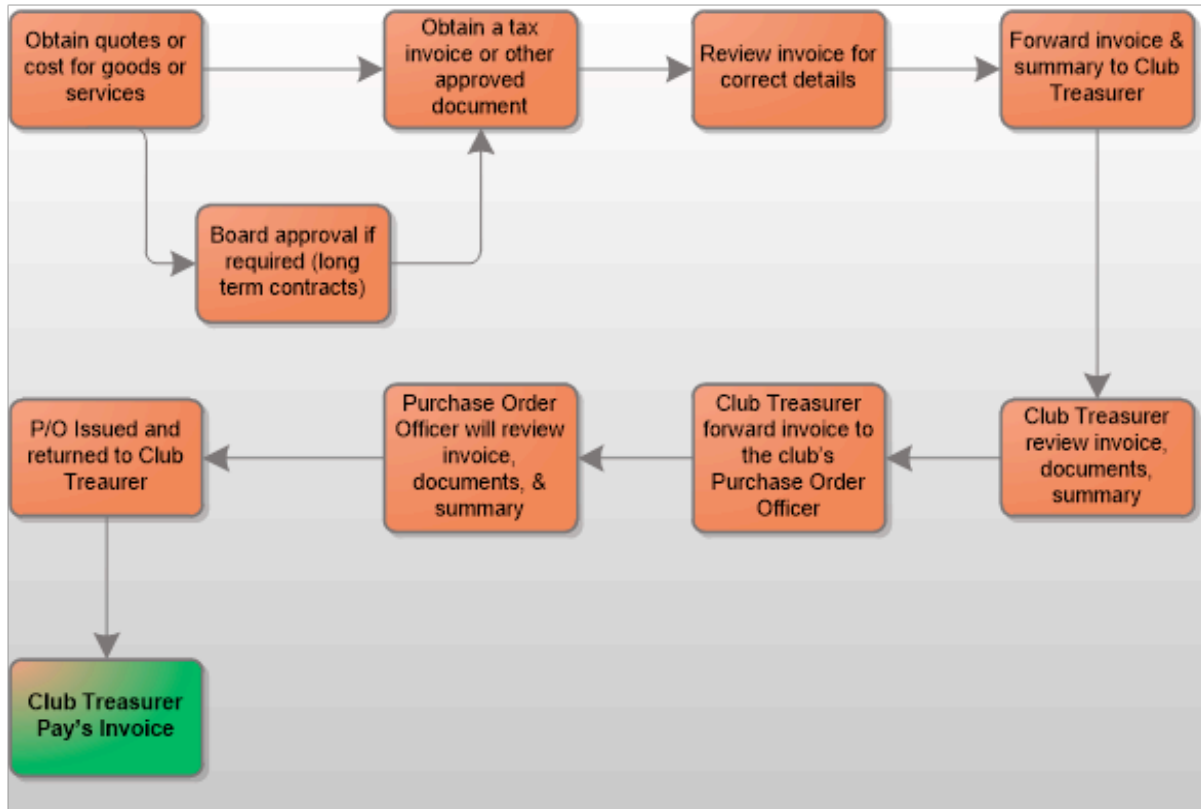 Obtain quotes or
cost for goods or
services
Obtain a tax
invoice or other
approved
document
Review invoice for
correct details
Forward invoice &
summary to Club
Treasurer
Board approval if
required (long
term contracts)
Club Treasurer
review invoice,
documents,
summary
Club Treasurer
forward invoice to
the club's
Purchase Order
Officer
Purchase Order
Officer will review
invoice,
documents, &
summary
P/O Issued and
returned to Club
Treaurer
Club Treasurer
Pay's Invoice